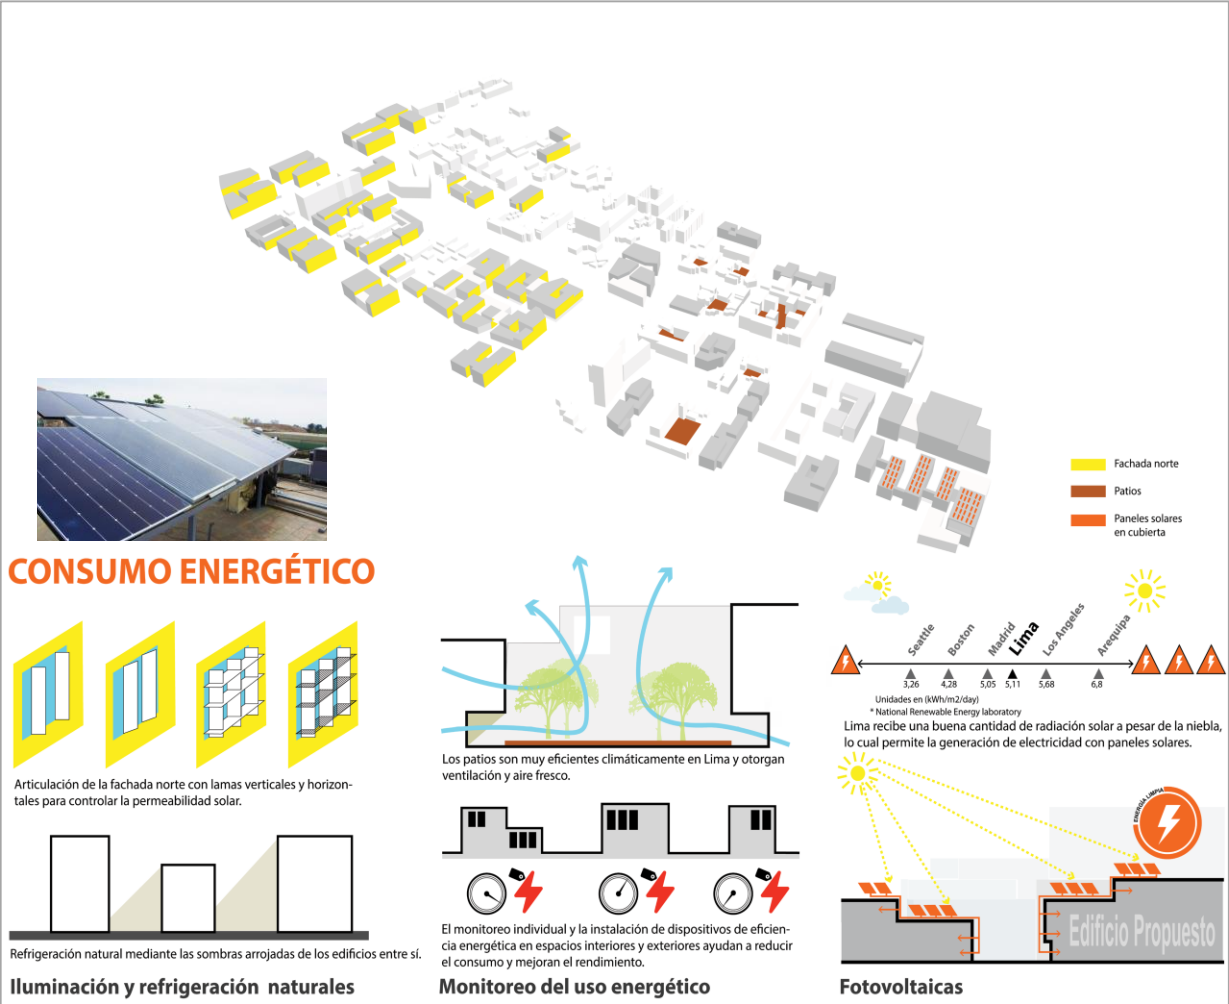 Fachada norte
Patios
Paneles solares
en cubierta
CONSUMO ENERGÉTICO
Articulación de la fachada norte con lamas verticales y horizon-
tales para controlar la permeabilidad solar.
Refrigeración natural mediante las sombras arrojadas de los edificios entre sí.
Iluminación y refrigeración naturales
Los patios son muy eficientes climáticamente en Lima y otorgan
ventilación y aire fresco.
El monitoreo individual y la instalación de dispositivos de eficien-
cia energética en espacios interiores y exteriores ayudan a reducir
el consumo y mejoran el rendimiento.
Monitoreo del uso energético
Seattle
Boston
Madrid
Lima
Los Angeles
Arequipa
3,26
4,28
5,05
5,11
5,68
6,8
Unidades en (kWh/m2/day)
* National Renewable Energy laboratory
Lima recibe una buena cantidad de radiación solar a pesar de la niebla,
lo cual permite la generación de electricidad con paneles solares.
ENERGÍA LIMPIA
Edificio Propuesto
Fotovoltaicas